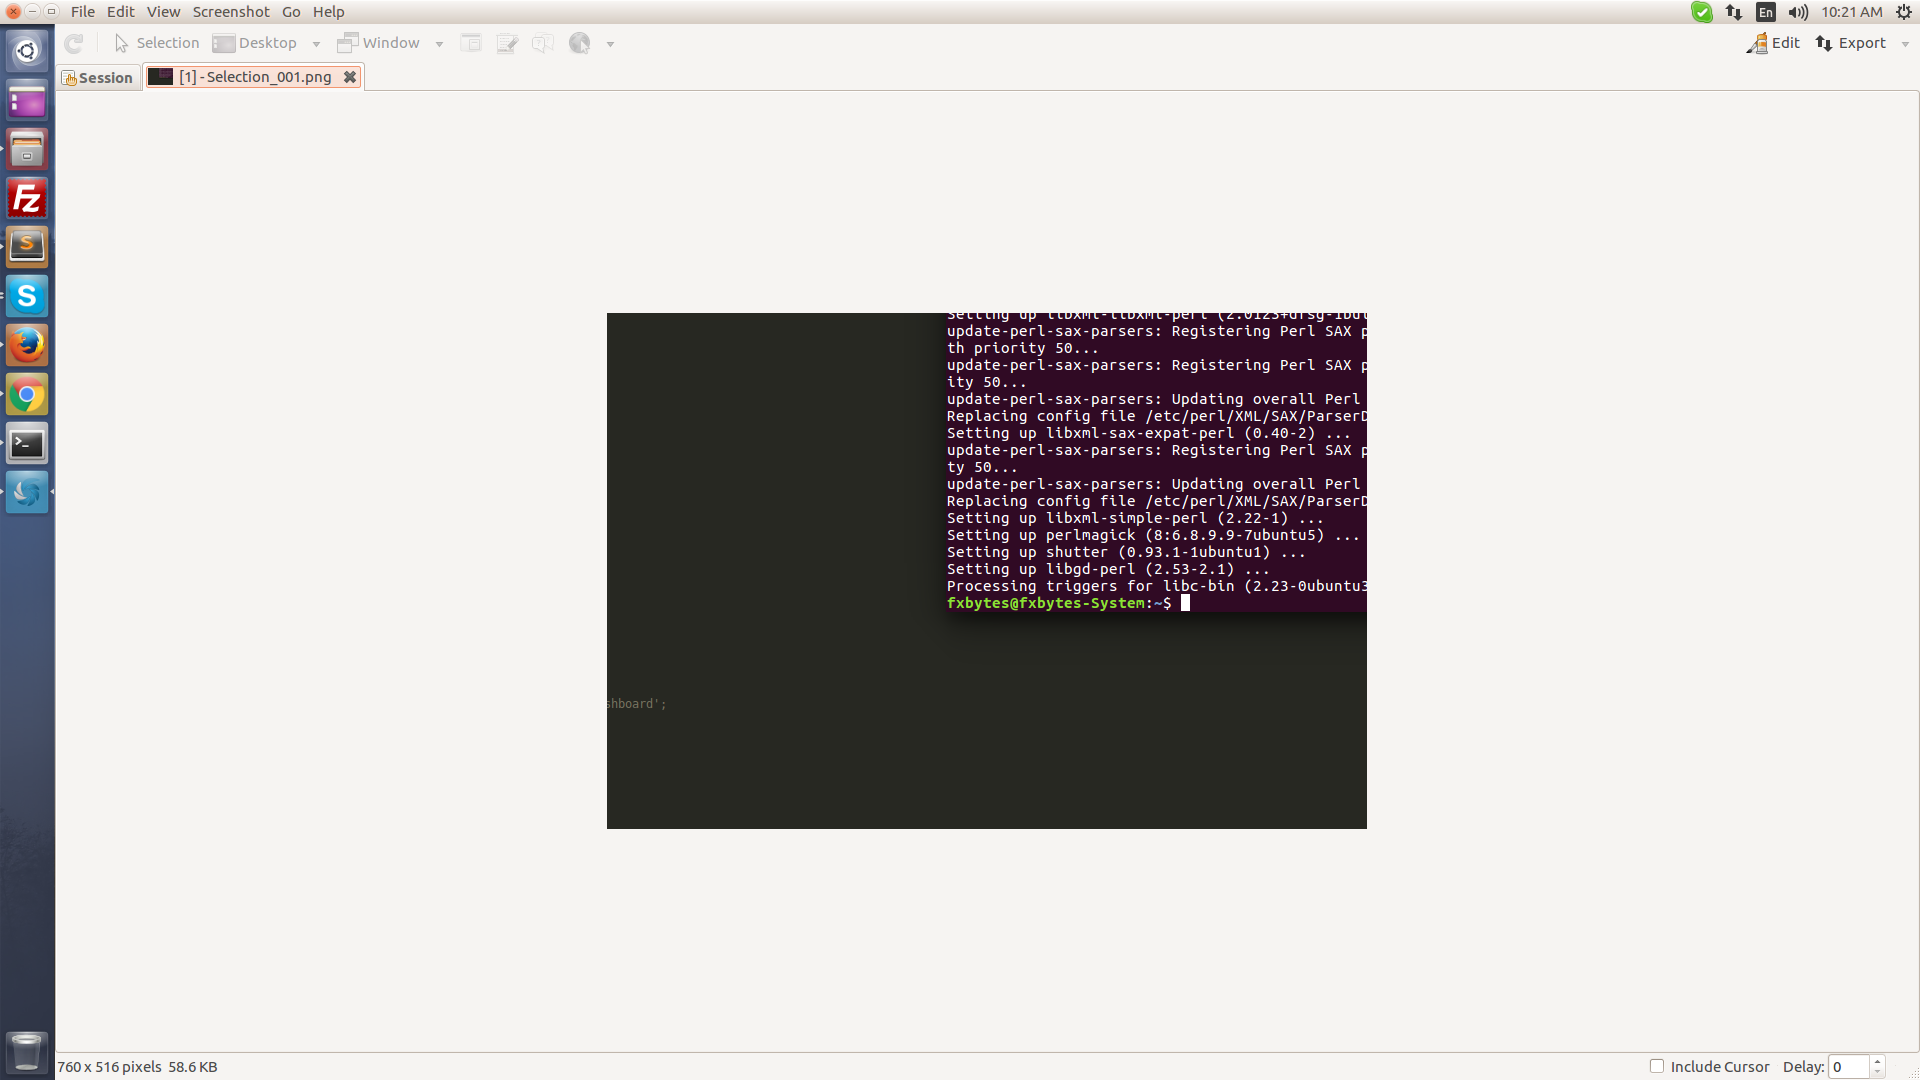 File Edit View Screenshot Go Help
En 10:21 AM
Selection Desktop Window Edit Export
Session [1] - Selection_001.png
Setting up libxml-libxml-perl
update-perl-sax-parsers: Registering Perl SAX p
th priority 50...
update-perl-sax-parsers: Registering Perl SAX p
ity 50...
update-perl-sax-parsers: Updating overall Perl
Replacing config file /etc/perl/XML/SAX/ParserD
Setting up libxml-sax-expat-perl (0.40-2) ...
update-perl-sax-parsers: Registering Perl SAX p
ty 50...
update-perl-sax-parsers: Updating overall Perl
Replacing config file /etc/perl/XML/SAX/ParserD
Setting up libxml-simple-perl (2.22-1) ...
Setting up perlmagick (8:6.8.9.9-7ubuntu5) ...
Setting up shutter (0.93.1-1ubuntu1) ...
Setting up libgd-perl (2.53-2.1) ...
Processing triggers for libc-bin (2.23-0ubuntu3
fxbytes@fxbytes-System:~$
shboard';
760 x 516 pixels 58.6 KB
Include Cursor Delay: 0